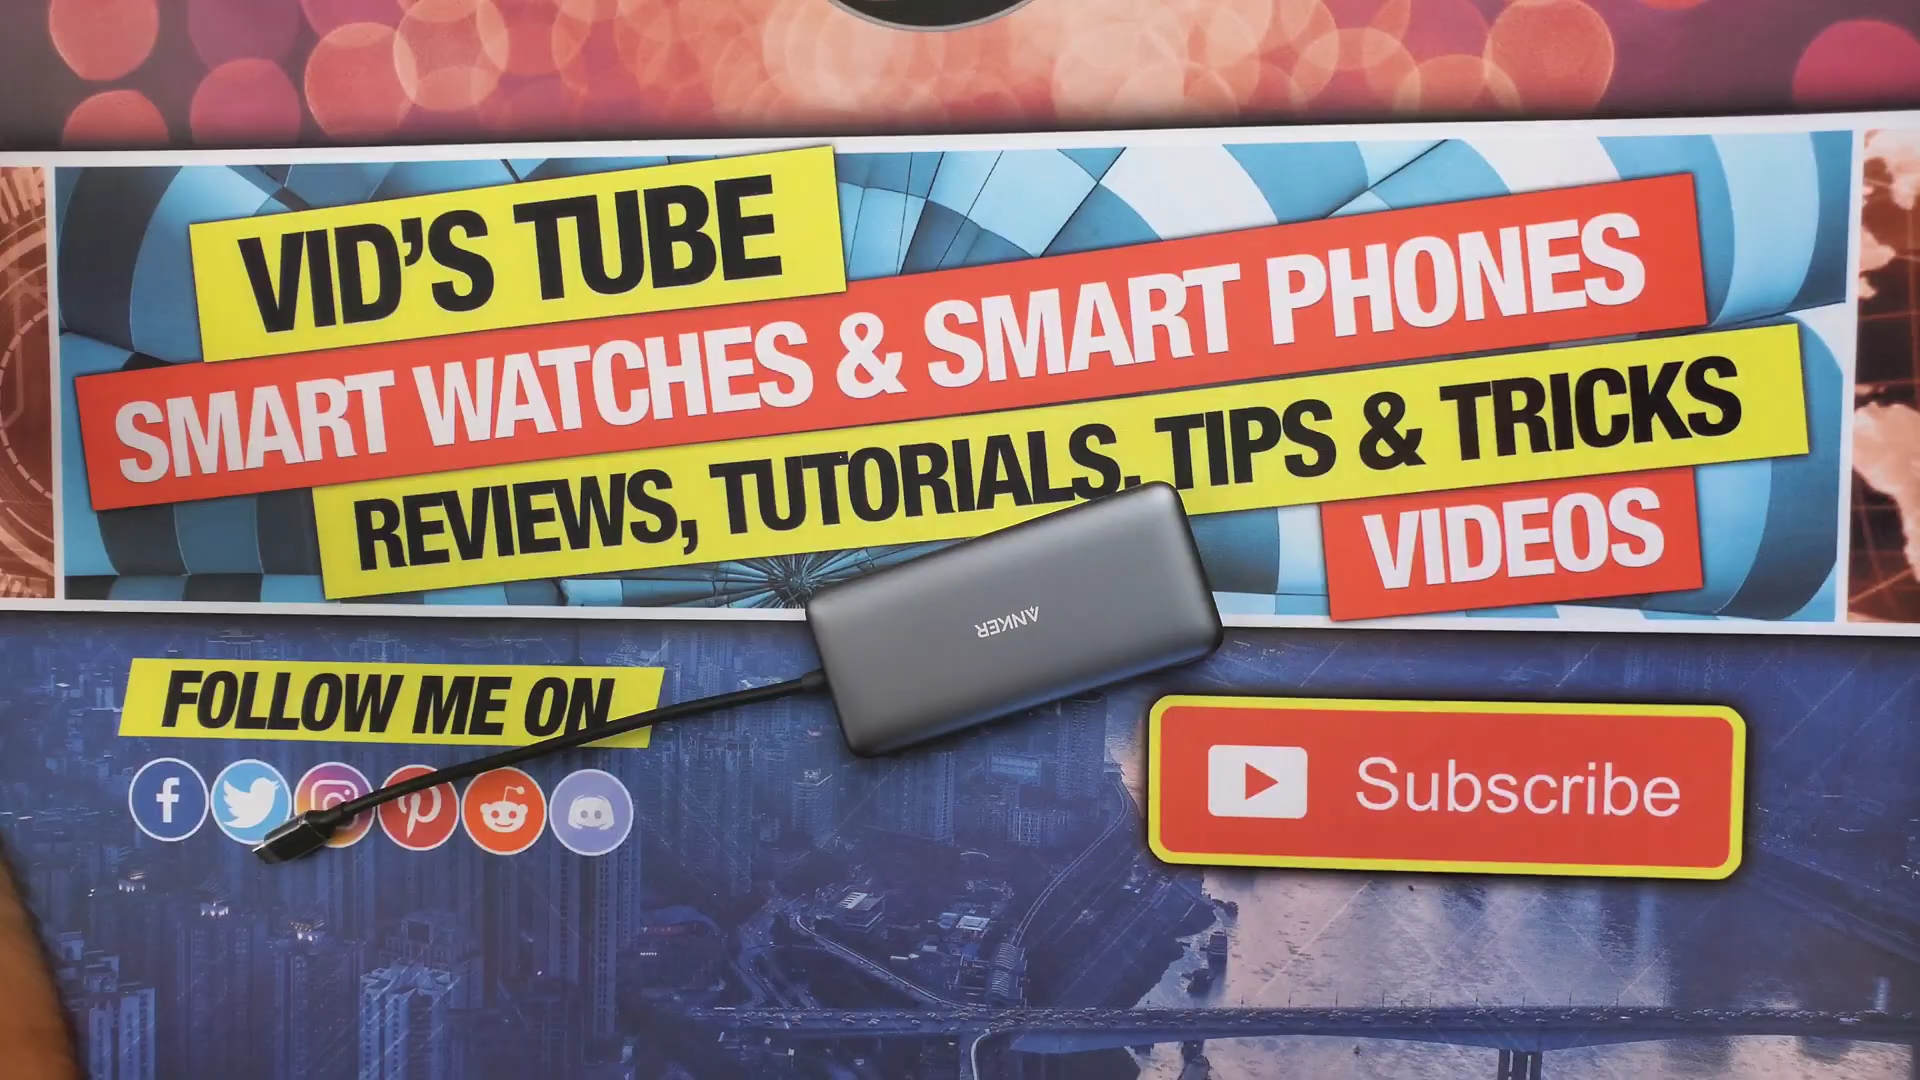 VID'S TUBE
SMART WATCHES & SMART PHONES
REVIEWS, TUTORIALS, TIPS & TRICKS
VIDEOS
ANKER
FOLLOW ME ON
Subscribe